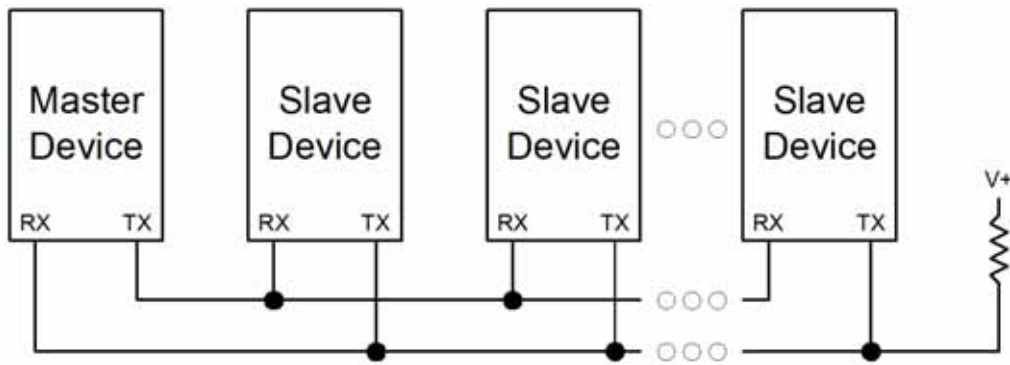 Master
Device
Slave
Device
Slave
Device
Slave
Device
RX TX
RX TX
RX TX
RX TX
V+